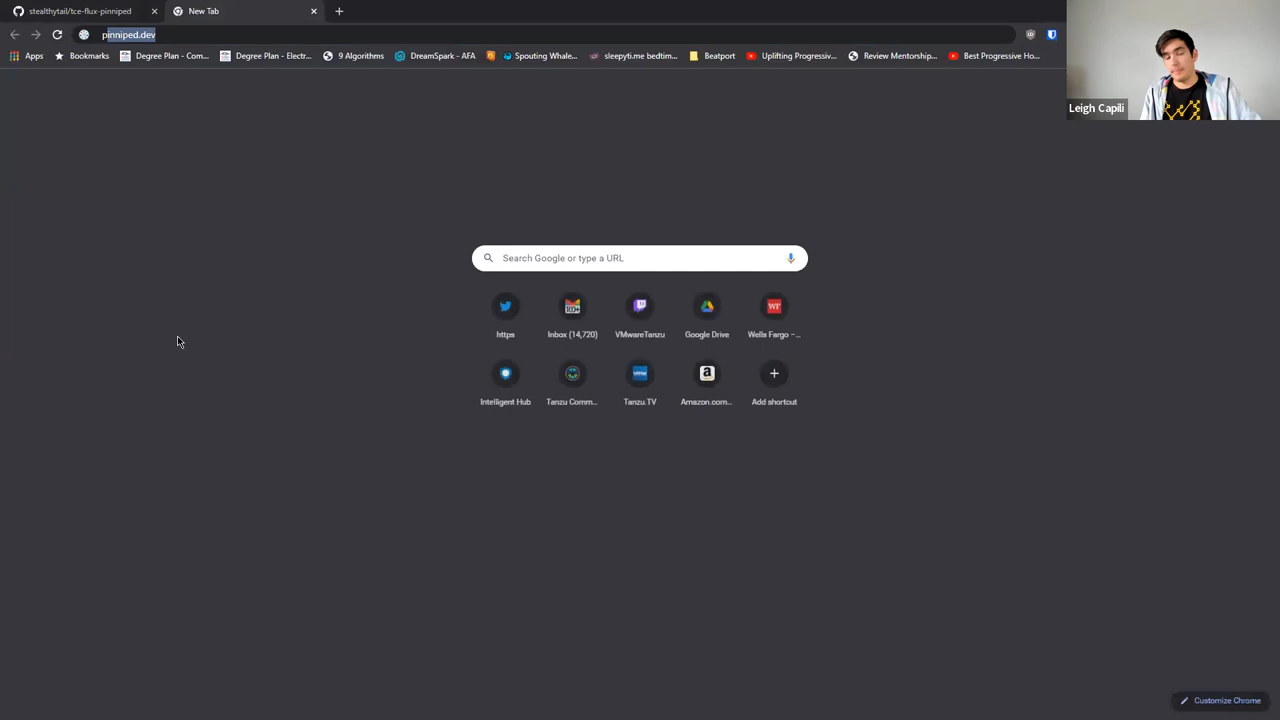 stealthytail/tce-flux-pinniped
New Tab
pinniped.dev
Apps
Bookmarks
Degree Plan - Com...
Degree Plan - Electr...
9 Algorithms
DreamSpark - AFA
Spouting Whale...
sleepyti.me bedtim...
Beatport
Uplifting Progressiv...
Review Mentorship...
Best Progressive Ho...
Leigh Capili
Search Google or type a URL
https
Inbox (14,720)
VMwareTanzu
Google Drive
Wells Fargo –...
Intelligent Hub
Tanzu Comm...
Tanzu.TV
Amazon.com...
Add shortcut
Customize Chrome